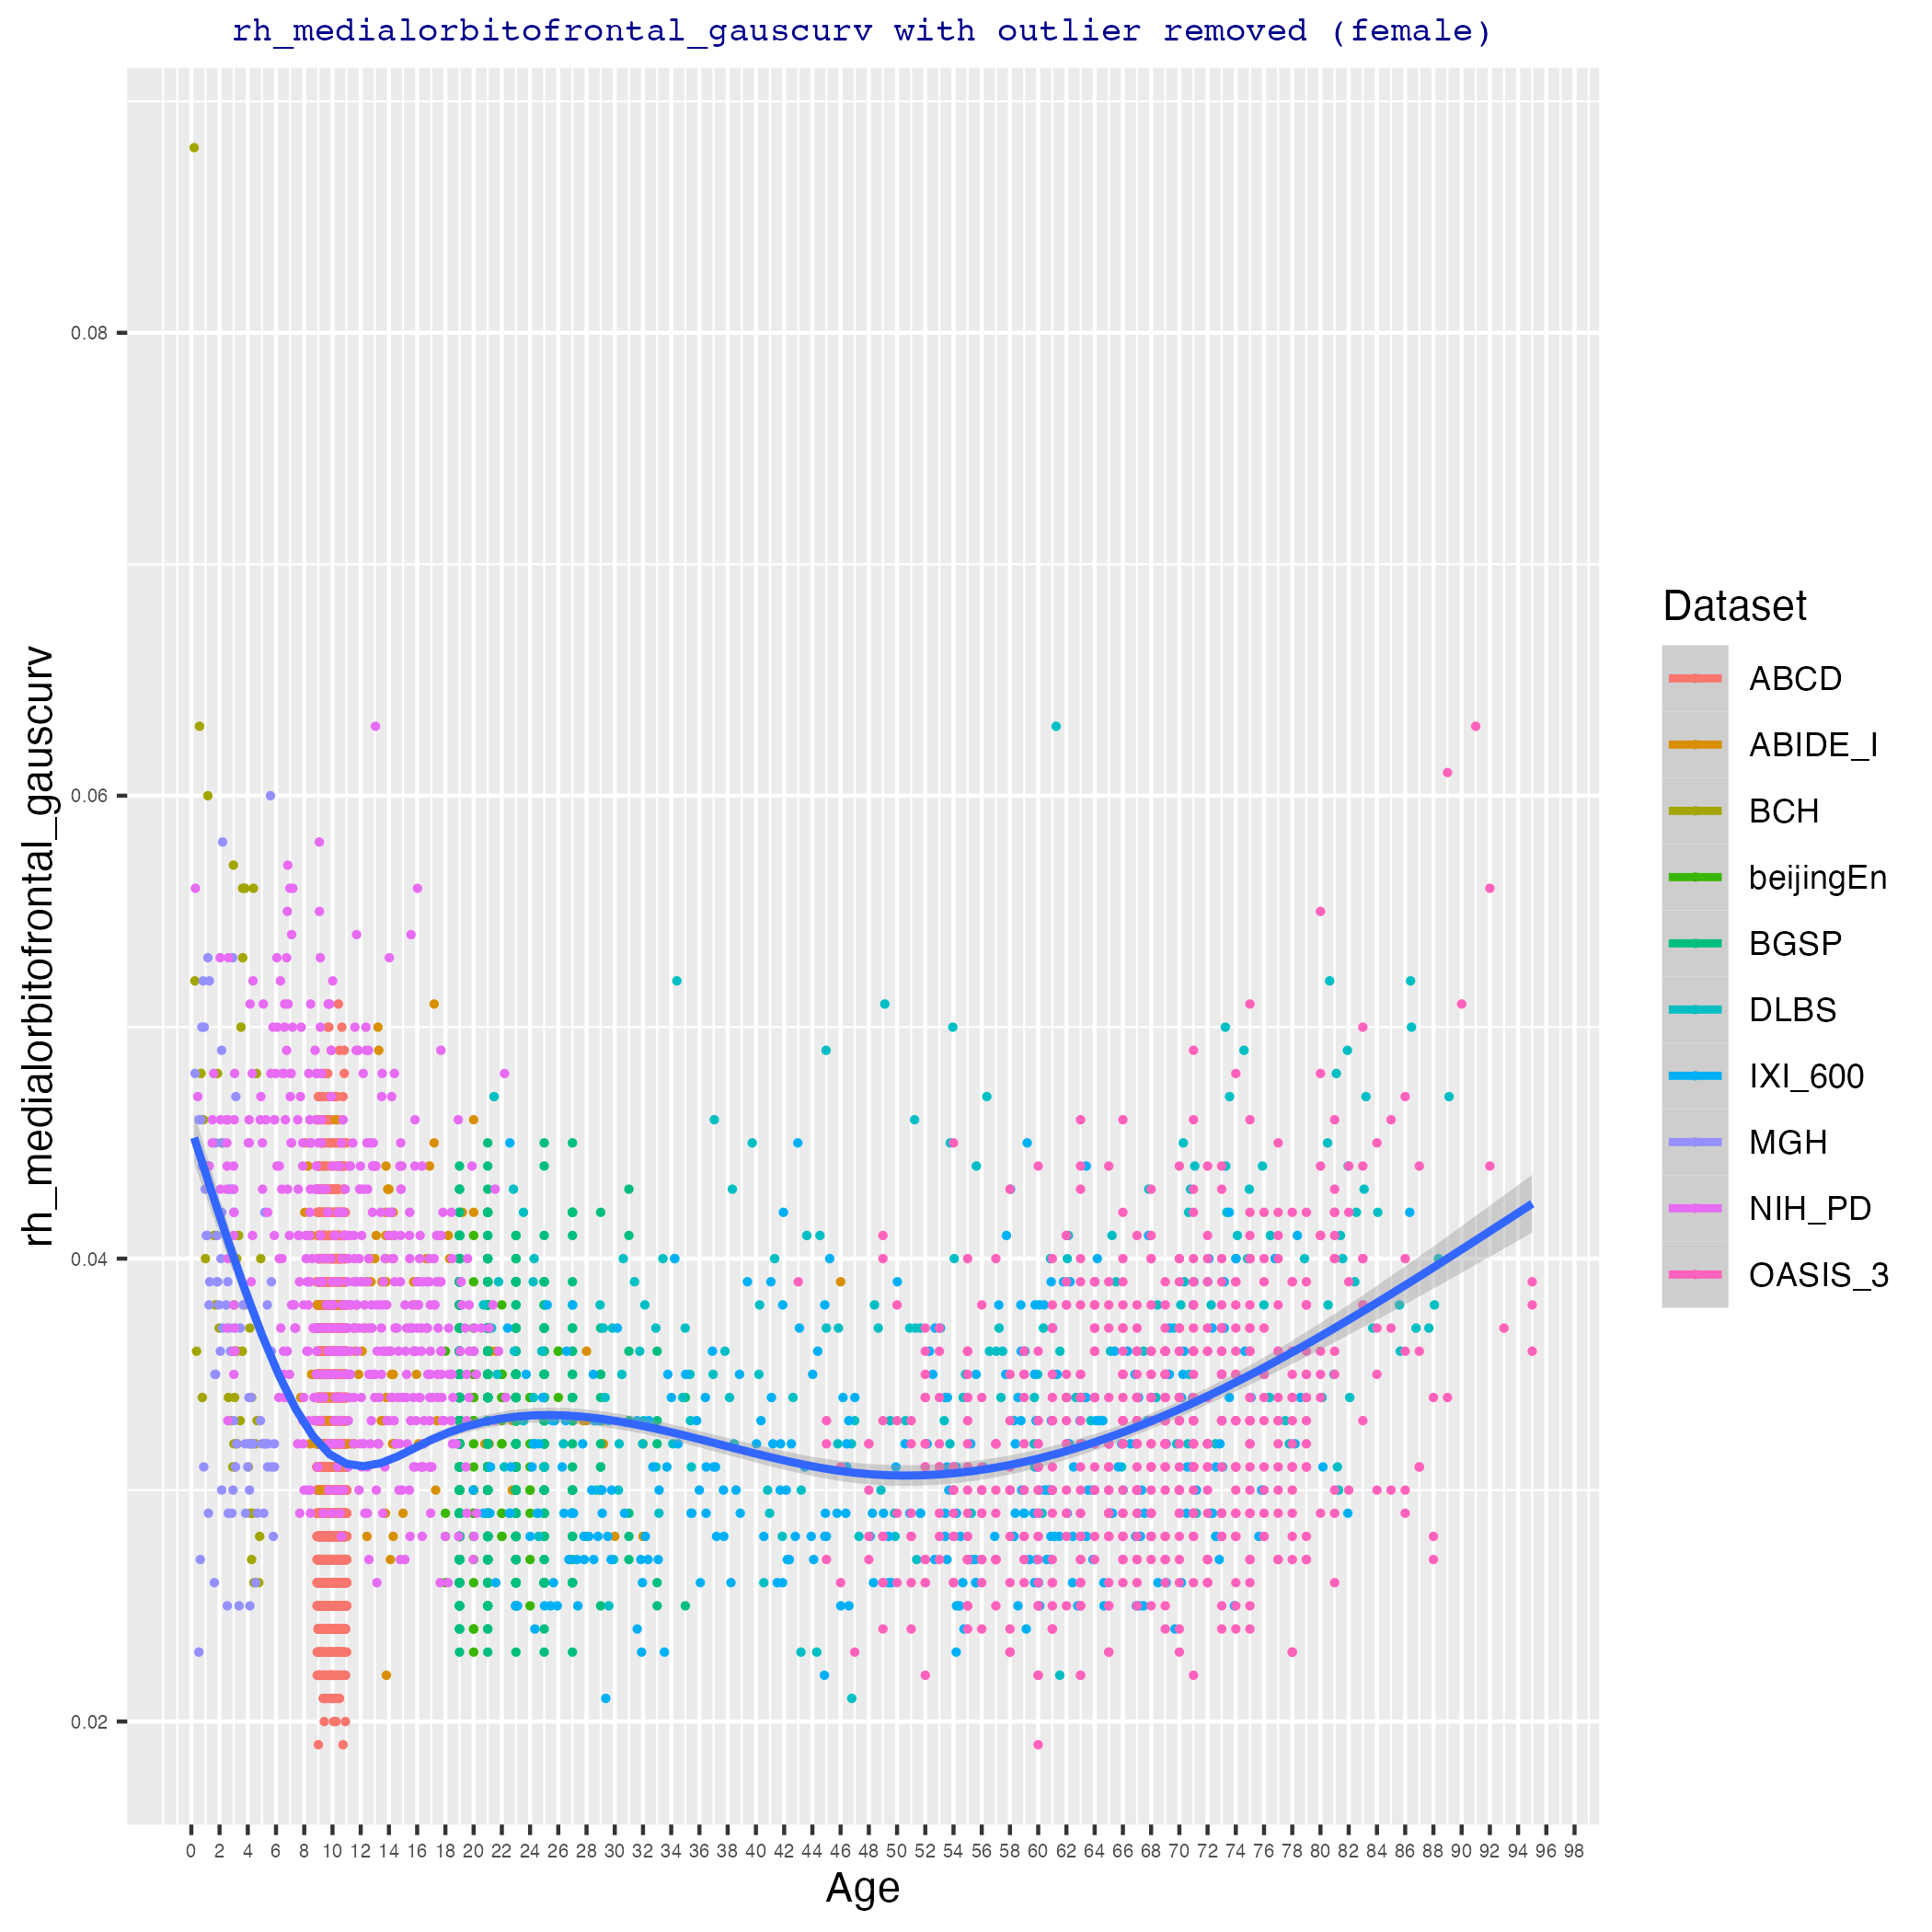 rh_medialorbitofrontal_gauscurv with outlier removed (female)
rh_medialorbitofrontal_gauscurv
0.08
0.06
0.04
0.02
0 2 4 6 8 10 12 14 16 18 20 22 24 26 28 30 32 34 36 38 40 42 44 46 48 50 52 54 56 58 60 62 64 66 68 70 72 74 76 78 80 82 84 86 88 90 92 94 96 98
Age
Dataset
ABCD
ABIDE_I
BCH
beijingEn
BGSP
DLBS
IXI_600
MGH
NIH_PD
OASIS_3